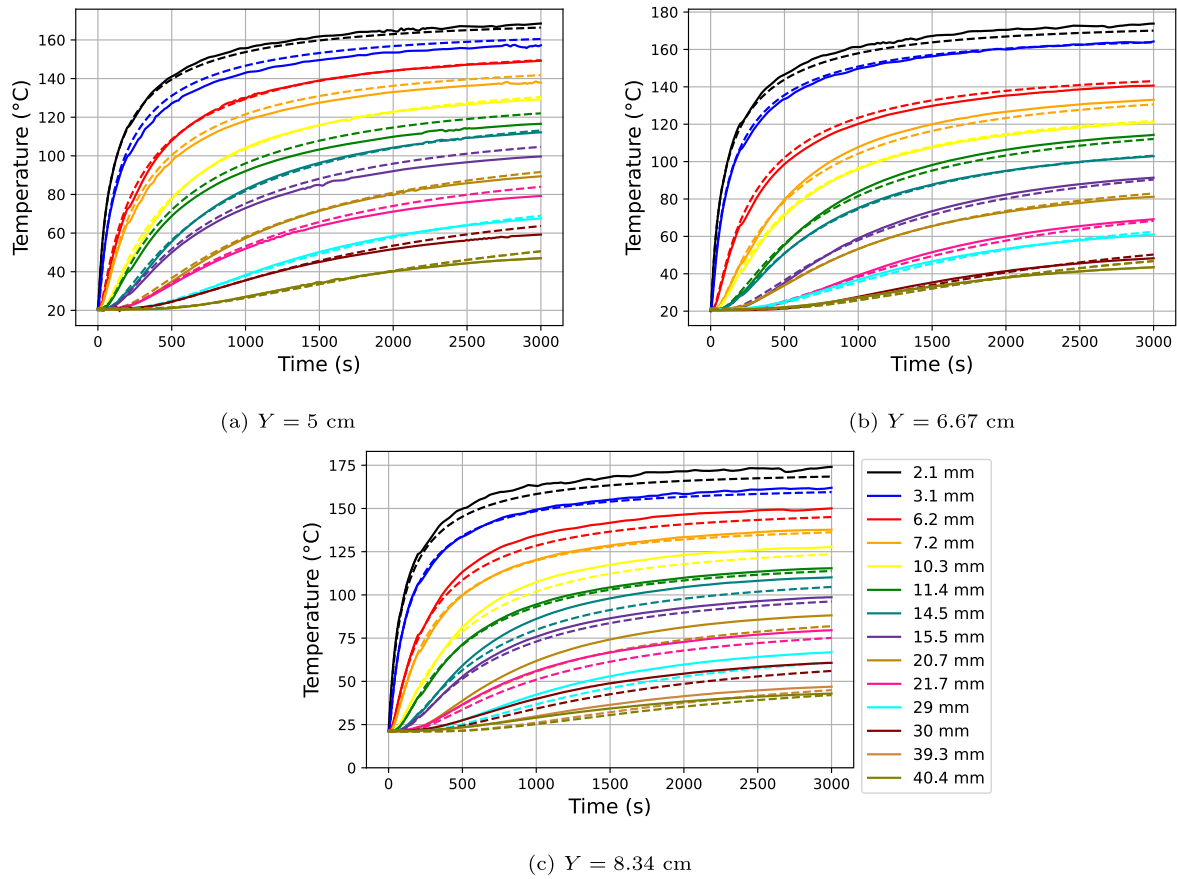 160
140
120
100
80
60
40
20
Temperature (°C)
0 500 1000 1500 2000 2500 3000
Time (s)
(a) Y = 5 cm
180
160
140
120
100
80
60
40
20
Temperature (°C)
0 500 1000 1500 2000 2500 3000
Time (s)
(b) Y = 6.67 cm
175
150
125
100
75
50
25
0
Temperature (°C)
0 500 1000 1500 2000 2500 3000
Time (s)
2.1 mm
3.1 mm
6.2 mm
7.2 mm
10.3 mm
11.4 mm
14.5 mm
15.5 mm
20.7 mm
21.7 mm
29 mm
30 mm
39.3 mm
40.4 mm
(c) Y = 8.34 cm